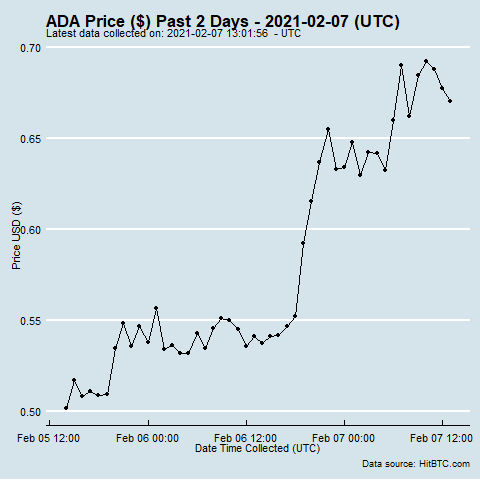 ADA Price ($) Past 2 Days - 2021-02-07 (UTC)
Latest data collected on: 2021-02-07 13:01:56  - UTC
0.70
0.65
0.60
0.55
0.50
Price USD ($)
Feb 05 12:00 Feb 06 00:00 Feb 06 12:00 Feb 07 00:00 Feb 07 12:00
Date Time Collected (UTC)
Data source: HitBTC.com